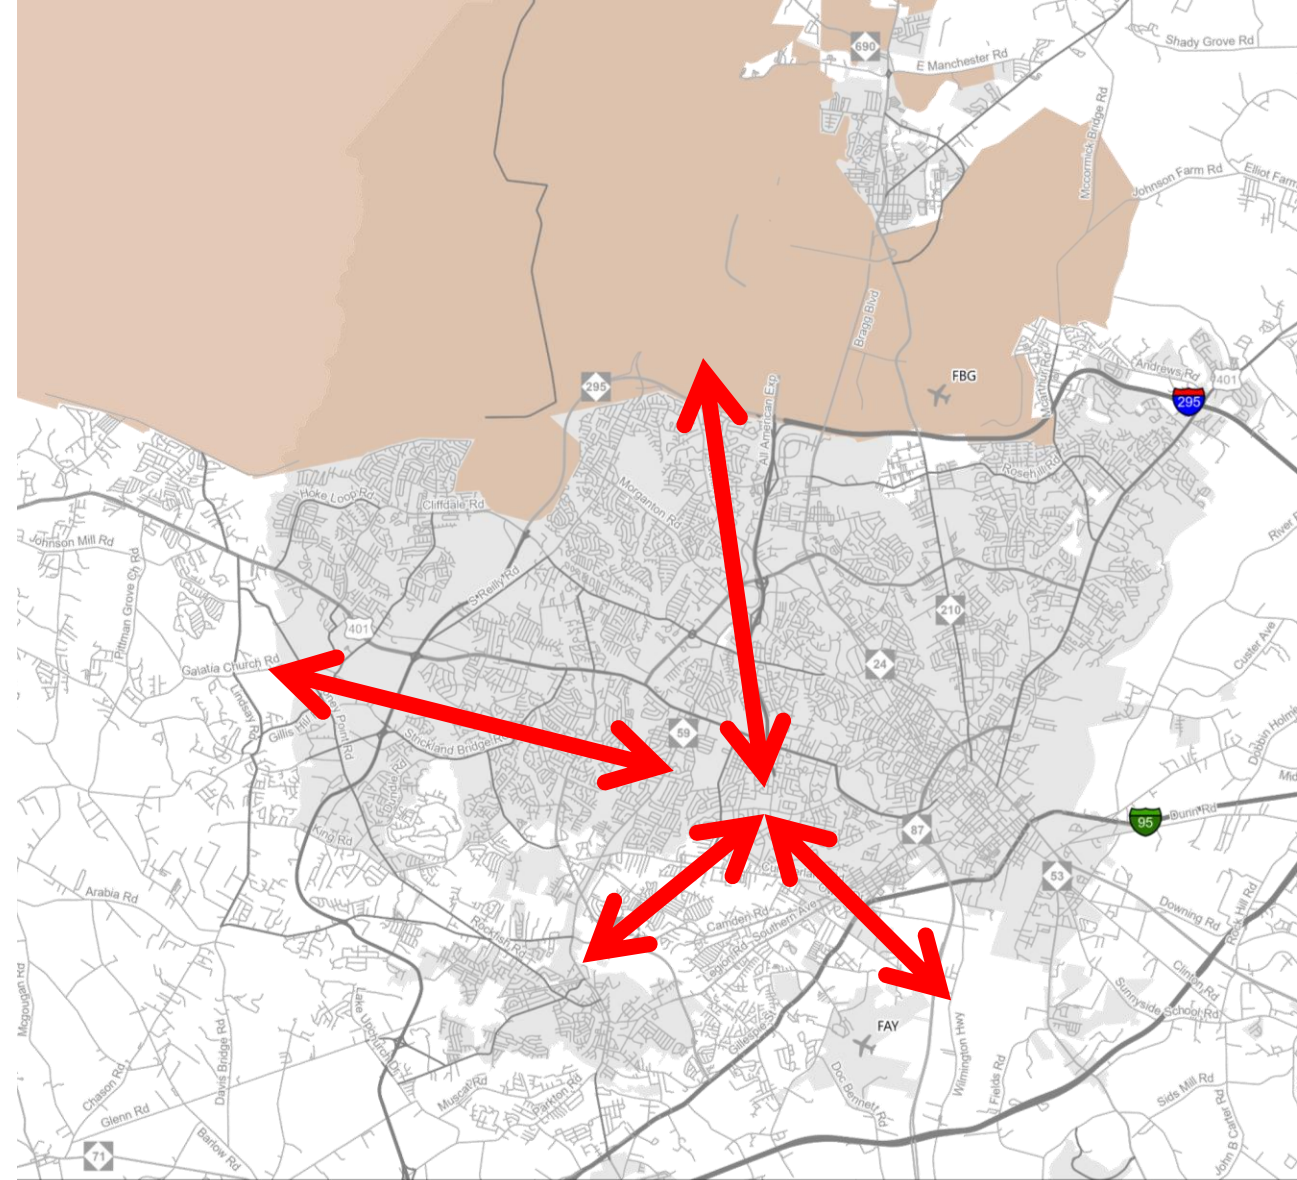 690
E Manchester Rd
Shady Grove Rd
Mccormick Bridge Rd
Johnson Farm Rd
Elliot Farm
Bragg Blvd
FBG
Andrews Rd
401
295
295
All American Exp
Rosehill
Hoke Loop Rd
Cliffdale Rd
Morganton Rd
Johnson Mill Rd
Pittman Grove Ch Rd
S Reilly Rd
River
401
210
24
Custer Ave
Galatia Church Rd
Lindsay Rd
Gillis Hill
Strickland Bridge R
59
Dundle Rd
Dobbin Holme
Mid
King Rd
87
95
Dunn Rd
53
Arabia Rd
Camden Rd
Southern Ave
Legion Rd
Rockfish Rd
Downing Rd
Rock Hill Rd
Clinton Rd
Sunnyside School Rd
Mcgougan Rd
Lake Upchurch Dr
Davis Bridge Rd
Gillespie St
FAY
Wilmington Hwy
Fields Rd
Doc Bennett Rd
Chason Rd
Glenn Rd
Muscat Rd
Parkton Rd
Sids Mill Rd
John B Carter Rd
Barlow Rd
71